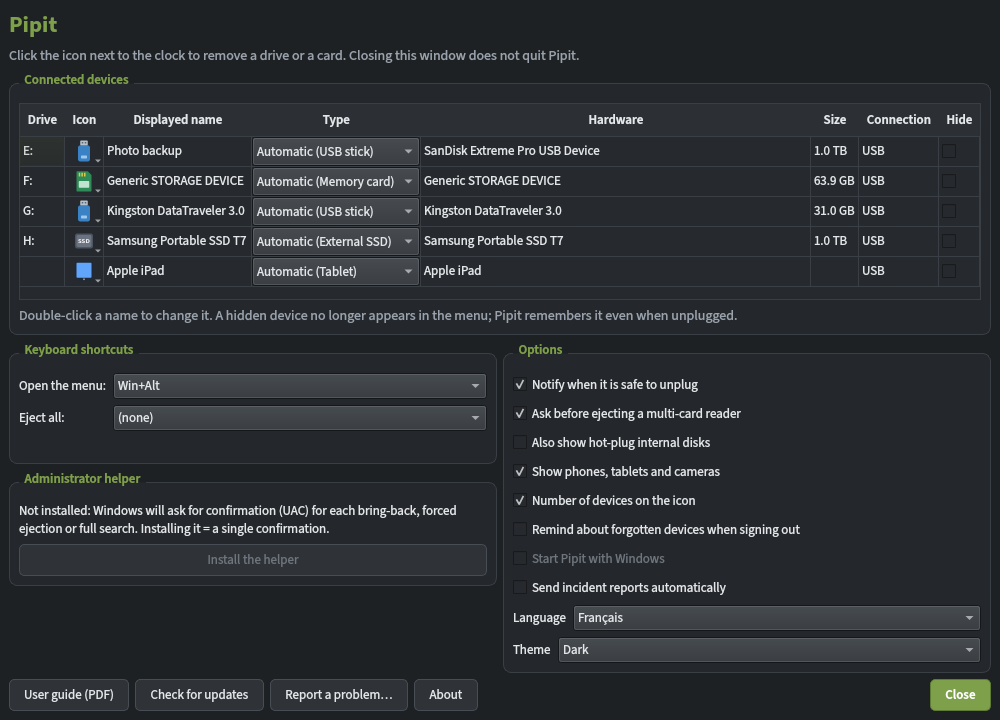 Pipit
Click the icon next to the clock to remove a drive or a card. Closing this window does not quit Pipit.
Connected devices
Drive Icon Displayed name Type Hardware Size Connection Hide
E: Photo backup Automatic (USB stick) SanDisk Extreme Pro USB Device 1.0 TB USB
F: Generic STORAGE DEVICE Automatic (Memory card) Generic STORAGE DEVICE 63.9 GB USB
G: Kingston DataTraveler 3.0 Automatic (USB stick) Kingston DataTraveler 3.0 31.0 GB USB
H: SSD Samsung Portable SSD T7 Automatic (External SSD) Samsung Portable SSD T7 1.0 TB USB
Apple iPad Automatic (Tablet) Apple iPad USB
Double-click a name to change it. A hidden device no longer appears in the menu; Pipit remembers it even when unplugged.
Keyboard shortcuts
Open the menu: Win+Alt
Eject all: (none)
Administrator helper
Not installed: Windows will ask for confirmation (UAC) for each bring-back, forced
ejection or full search. Installing it = a single confirmation.
Install the helper
Options
Notify when it is safe to unplug
Ask before ejecting a multi-card reader
Also show hot-plug internal disks
Show phones, tablets and cameras
Number of devices on the icon
Remind about forgotten devices when signing out
Start Pipit with Windows
Send incident reports automatically
Language Français
Theme Dark
User guide (PDF) Check for updates Report a problem… About Close